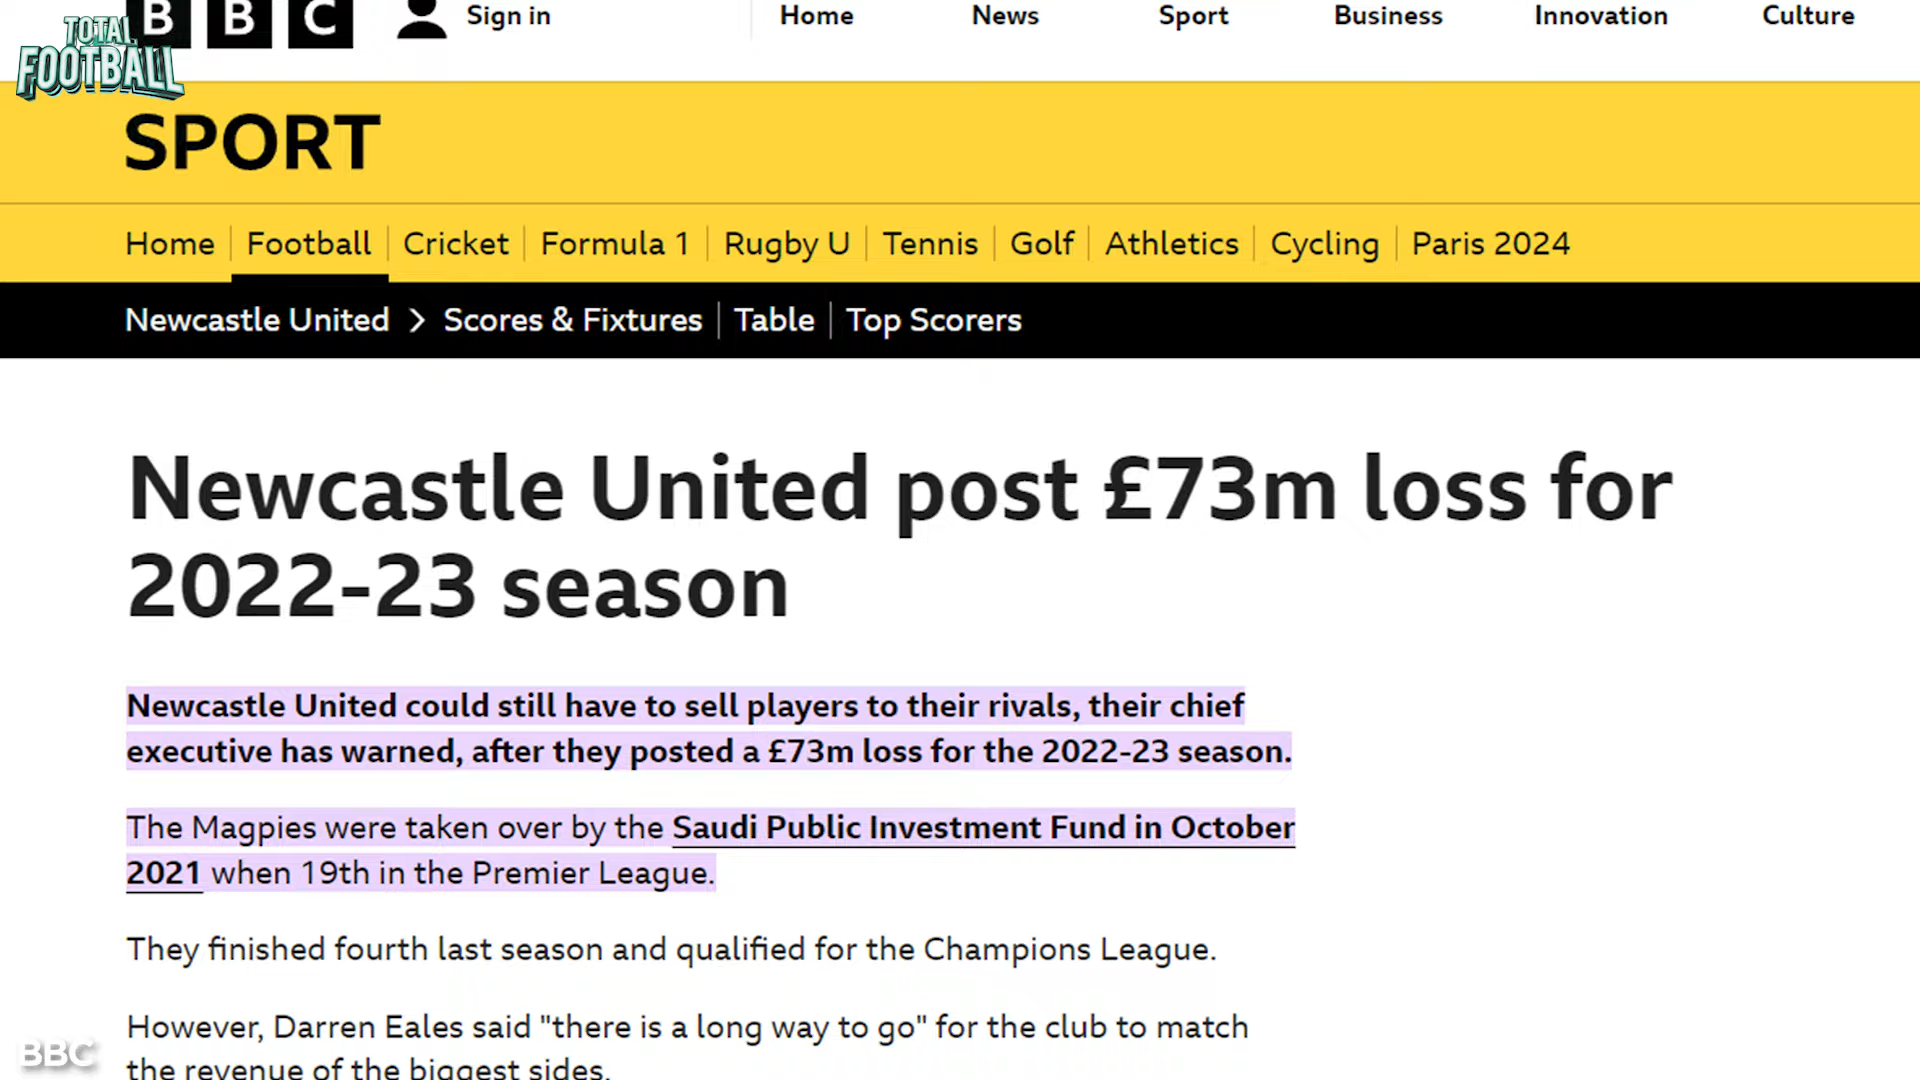 BBC
TOTAL
FOOTBALL
Sign in
Home
News
Sport
Business
Innovation
Culture
SPORT
Home
Football
Cricket
Formula 1
Rugby U
Tennis
Golf
Athletics
Cycling
Paris 2024
Newcastle United
Scores & Fixtures
Table
Top Scorers
Newcastle United post £73m loss for
2022-23 season
Newcastle United could still have to sell players to their rivals, their chief
executive has warned, after they posted a £73m loss for the 2022-23 season.
The Magpies were taken over by the Saudi Public Investment Fund in October
2021 when 19th in the Premier League.
They finished fourth last season and qualified for the Champions League.
However, Darren Eales said "there is a long way to go" for the club to match
the revenue of the biggest sides.
BBC